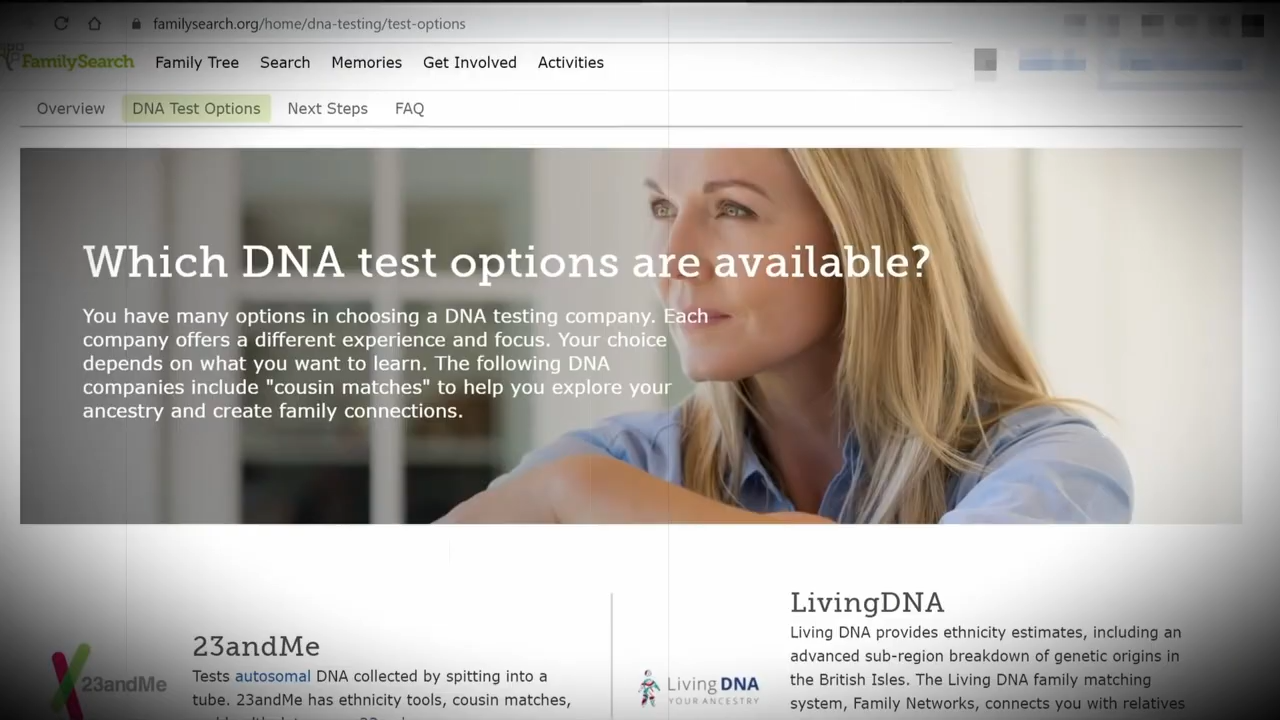 familysearch.org/home/dna-testing/test-options
FamilySearch
Family Tree
Search
Memories
Get Involved
Activities
Overview
DNA Test Options
Next Steps
FAQ
Which DNA test options are available?
You have many options in choosing a DNA testing company. Each
company offers a different experience and focus. Your choice
depends on what you want to learn. The following DNA
companies include "cousin matches" to help you explore your
ancestry and create family connections.
23andMe
23andMe
Tests autosomal DNA collected by spitting into a
tube. 23andMe has ethnicity tools, cousin matches,
Living DNA
YOUR ANCESTRY
LivingDNA
Living DNA provides ethnicity estimates, including an
advanced sub-region breakdown of genetic origins in
the British Isles. The Living DNA family matching
system, Family Networks, connects you with relatives